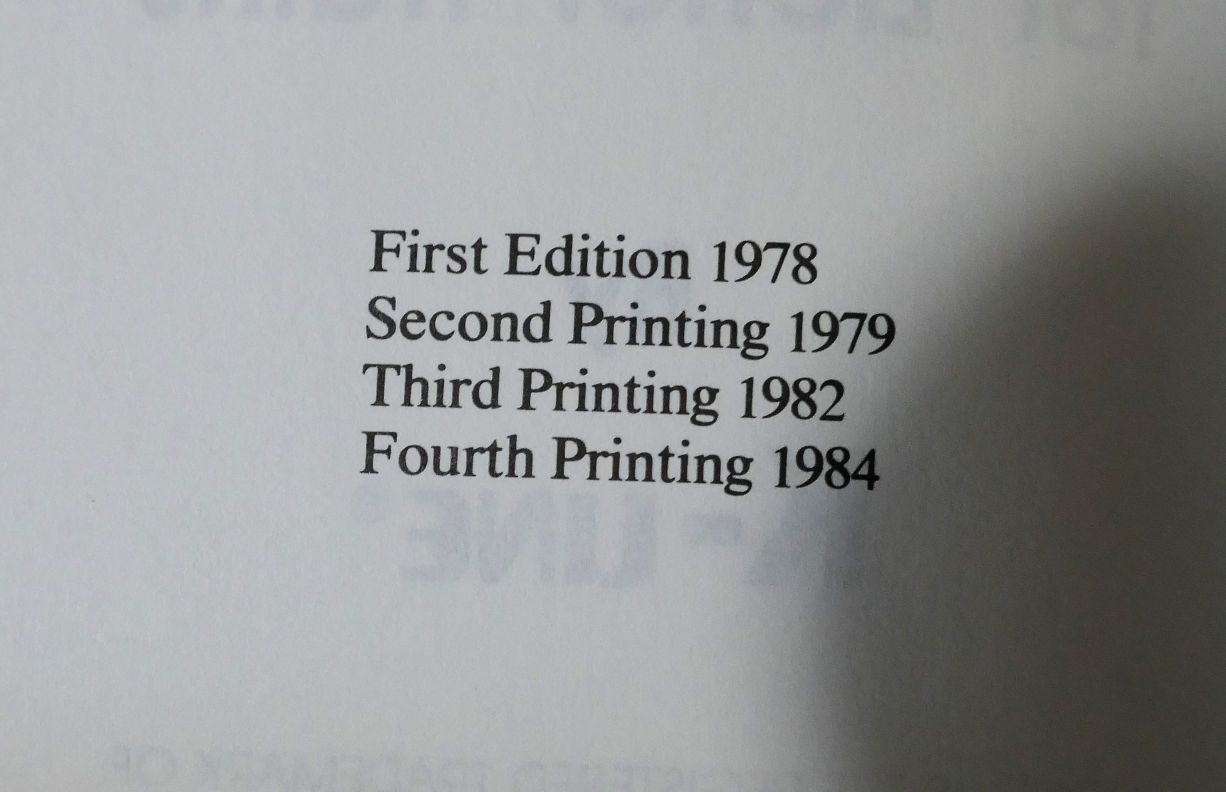 First Edition 1978
Second Printing 1979
Third Printing 1982
Fourth Printing 1984